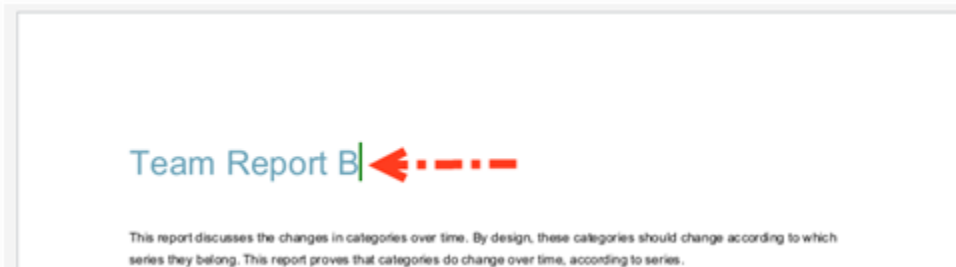 Team Report B
This report discusses the changes in categories over time. By design, these categories should change according to which
series they belong. This report proves that categories do change over time, according to series.